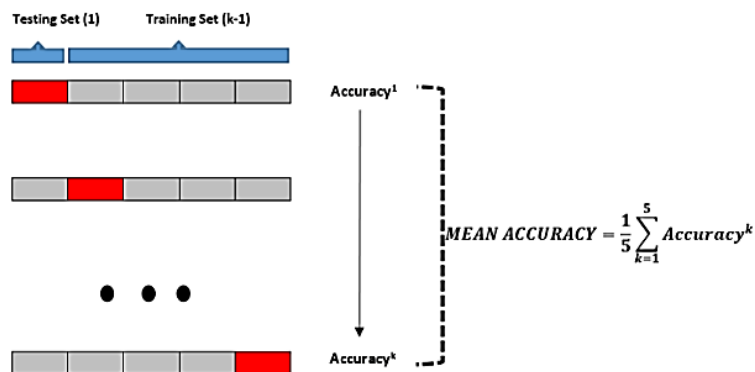 Testing Set (1) Training Set (k-1)
Accuracy¹
MEAN ACCURACY = 1/5 ∑_{k=1}^{5} Accuracy^k
Accuracy^k